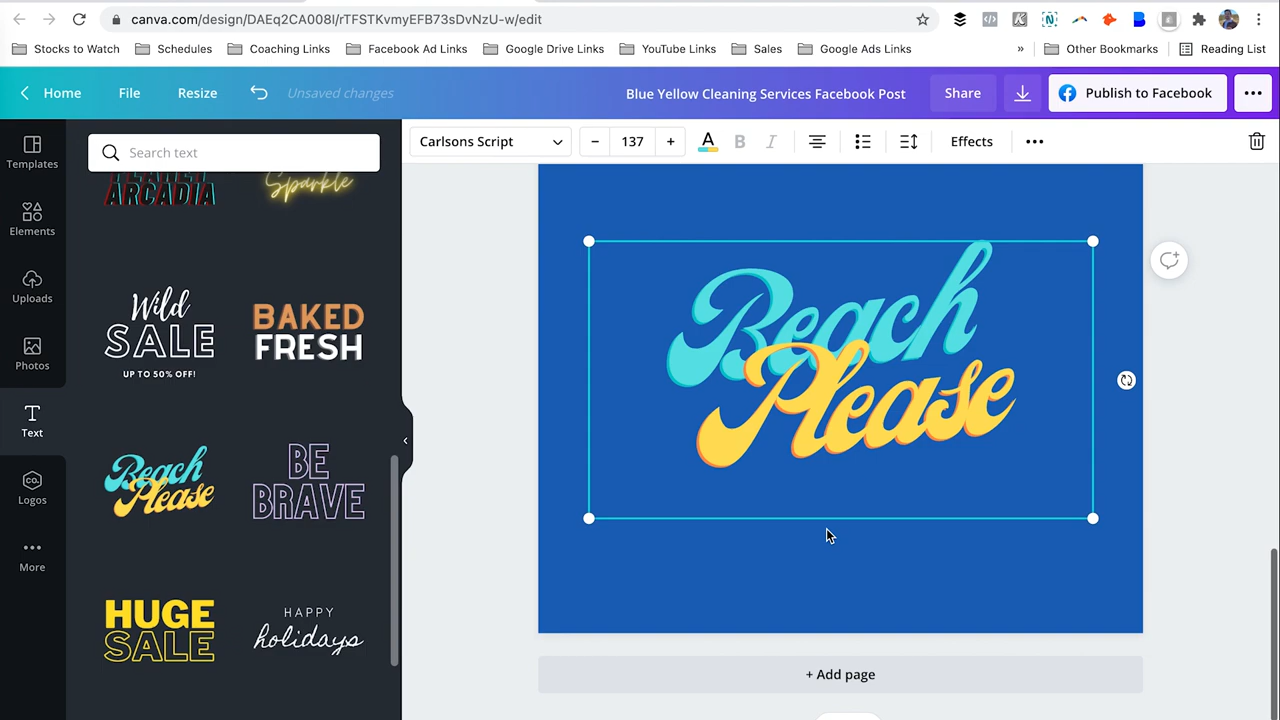 canva.com/design/DAEq2CA008I/rTFSTKvmyEFB73sDvNzU-w/edit
Stocks to Watch Schedules Coaching Links Facebook Ad Links Google Drive Links YouTube Links Sales Google Ads Links » Other Bookmarks Reading List
Home File Resize Unsaved changes Blue Yellow Cleaning Services Facebook Post Share Publish to Facebook
Carlsons Script − 137 + A B I Effects
Search text
Templates
Elements
Uploads
Photos
Text
Logos
More
PLANET
ARCADIA
Sparkle
Wild
SALE
UP TO 50% OFF!
BAKED
FRESH
Beach
Please
BE
BRAVE
HUGE
SALE
HAPPY
holidays
Beach
Please
+ Add page